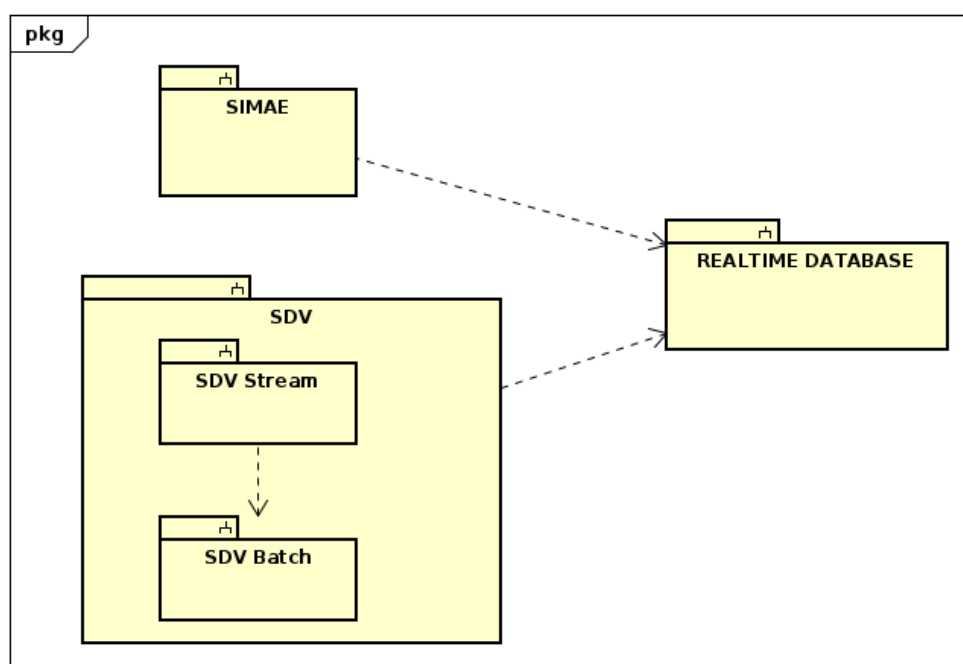 pkg
SIMAE
REALTIME DATABASE
SDV
SDV Stream
SDV Batch